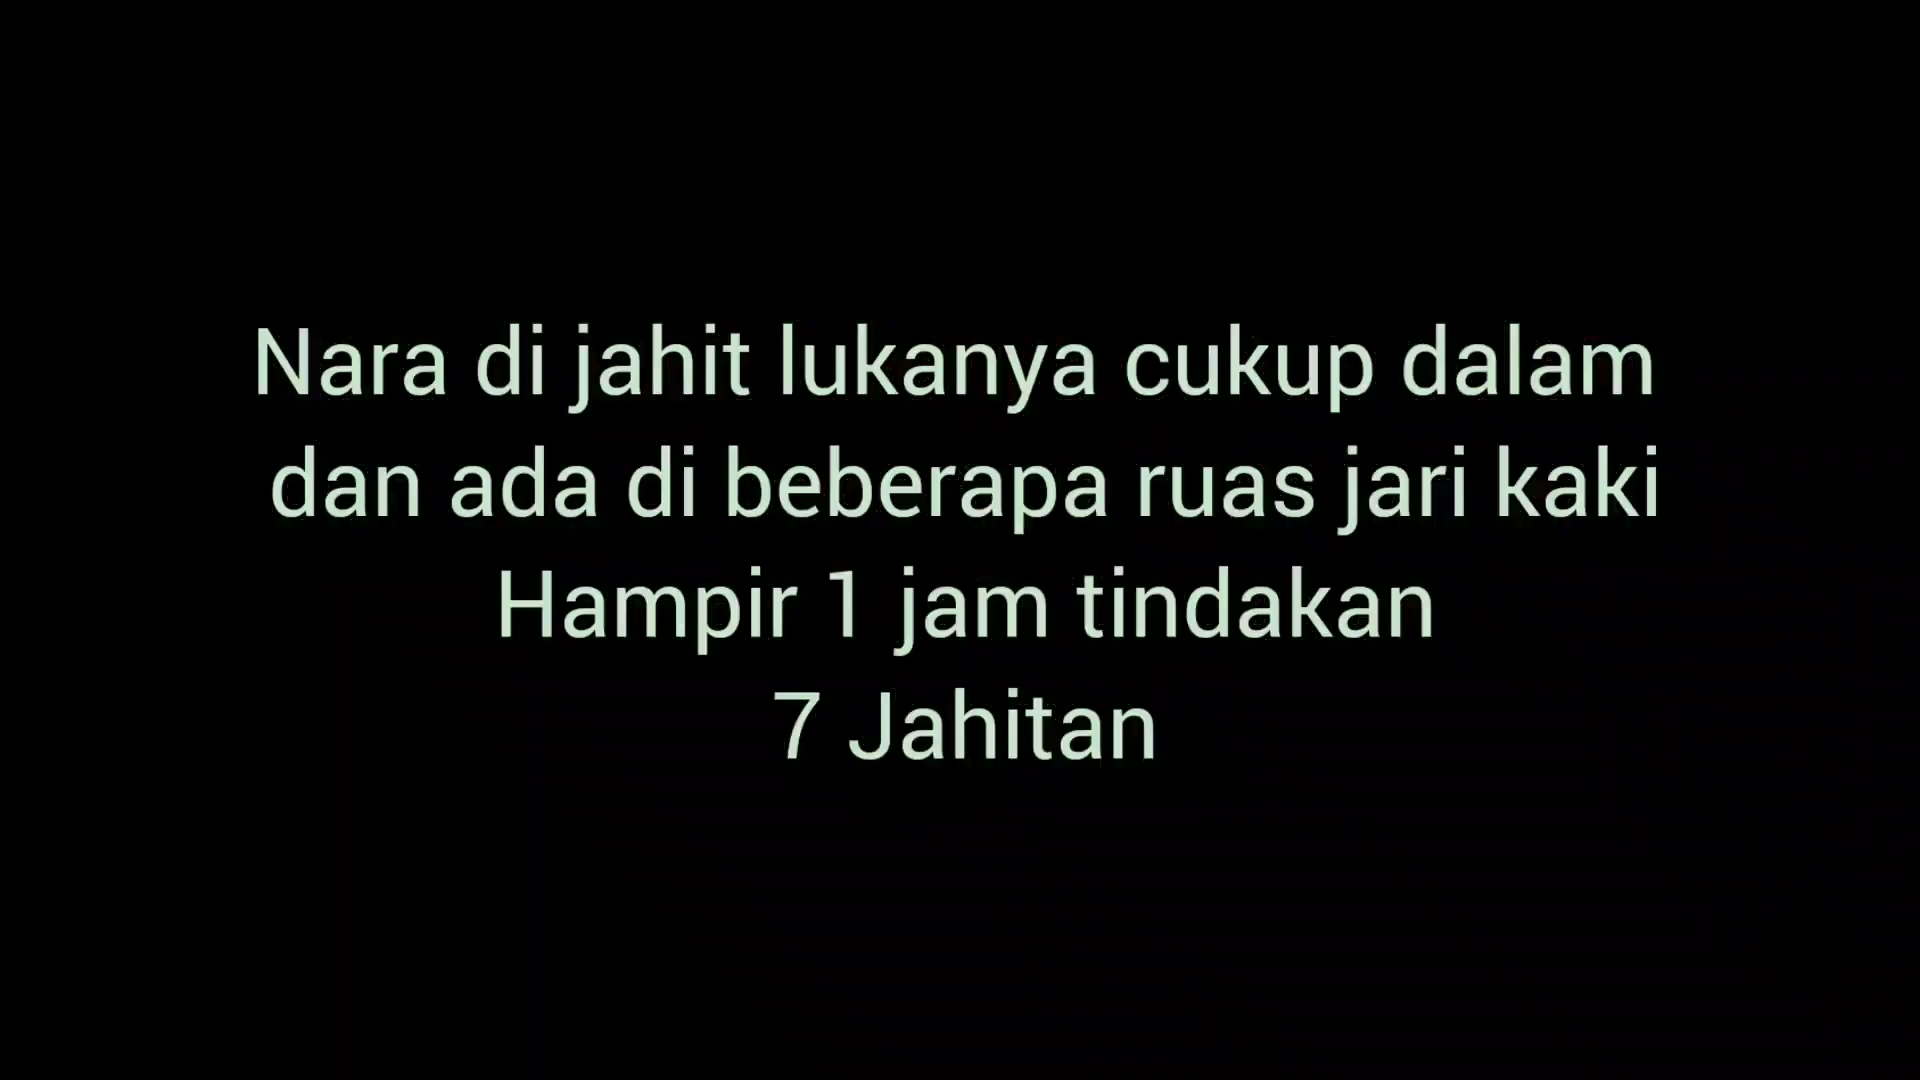 Nara di jahit lukanya cukup dalam
dan ada di beberapa ruas jari kaki
Hampir 1 jam tindakan
7 Jahitan